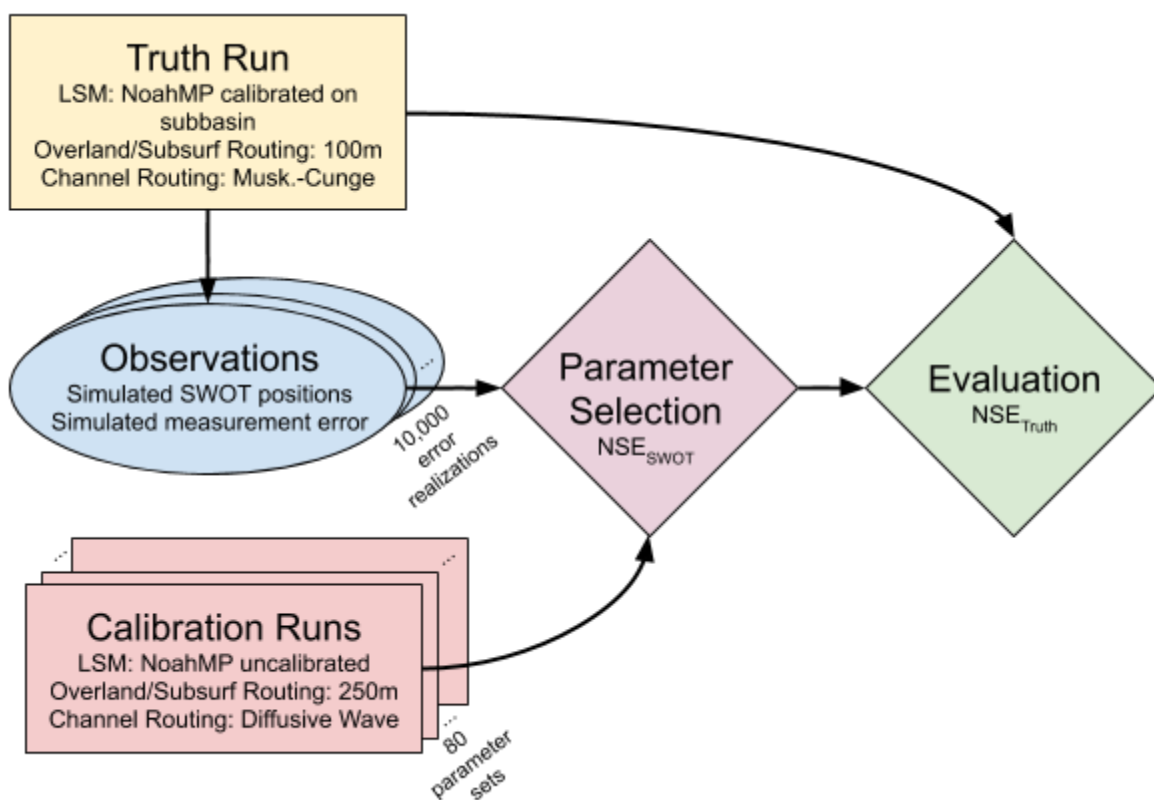 Truth Run
LSM: NoahMP calibrated on
subbasin
Overland/Subsurf Routing: 100m
Channel Routing: Musk.-Cunge
Observations
Simulated SWOT positions
Simulated measurement error
...
10,000
error
realizations
Parameter
Selection
NSE_SWOT
Evaluation
NSE_Truth
...
...
Calibration Runs
LSM: NoahMP uncalibrated
Overland/Subsurf Routing: 250m
Channel Routing: Diffusive Wave
...
80
parameter
sets